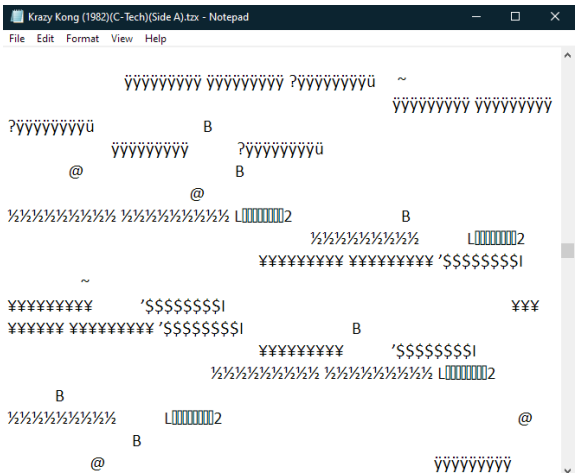 Krazy Kong (1982)(C-Tech)(Side A).tzx - Notepad
File Edit Format View Help
ÿÿÿÿÿÿÿÿÿ ÿÿÿÿÿÿÿÿÿ ?ÿÿÿÿÿÿÿÿü ~
ÿÿÿÿÿÿÿÿÿ ÿÿÿÿÿÿÿÿÿ
?ÿÿÿÿÿÿÿÿü B
ÿÿÿÿÿÿÿÿÿ ?ÿÿÿÿÿÿÿÿü
@ B
@
½½½½½½½½½ ½½½½½½½½½ L▯▯▯▯▯▯▯▯2 B
½½½½½½½½½ L▯▯▯▯▯▯▯▯2
¥¥¥¥¥¥¥¥¥ ¥¥¥¥¥¥¥¥¥ ’$$$$$$$$I
~
¥¥¥¥¥¥¥¥¥ ’$$$$$$$$I ¥¥¥
¥¥¥¥¥¥ ¥¥¥¥¥¥¥¥¥ ’$$$$$$$$I B
¥¥¥¥¥¥¥¥¥ ’$$$$$$$$I
½½½½½½½½½ ½½½½½½½½½ L▯▯▯▯▯▯▯▯2
B
½½½½½½½½½ L▯▯▯▯▯▯▯▯2 @
B
@ ÿÿÿÿÿÿÿÿÿ